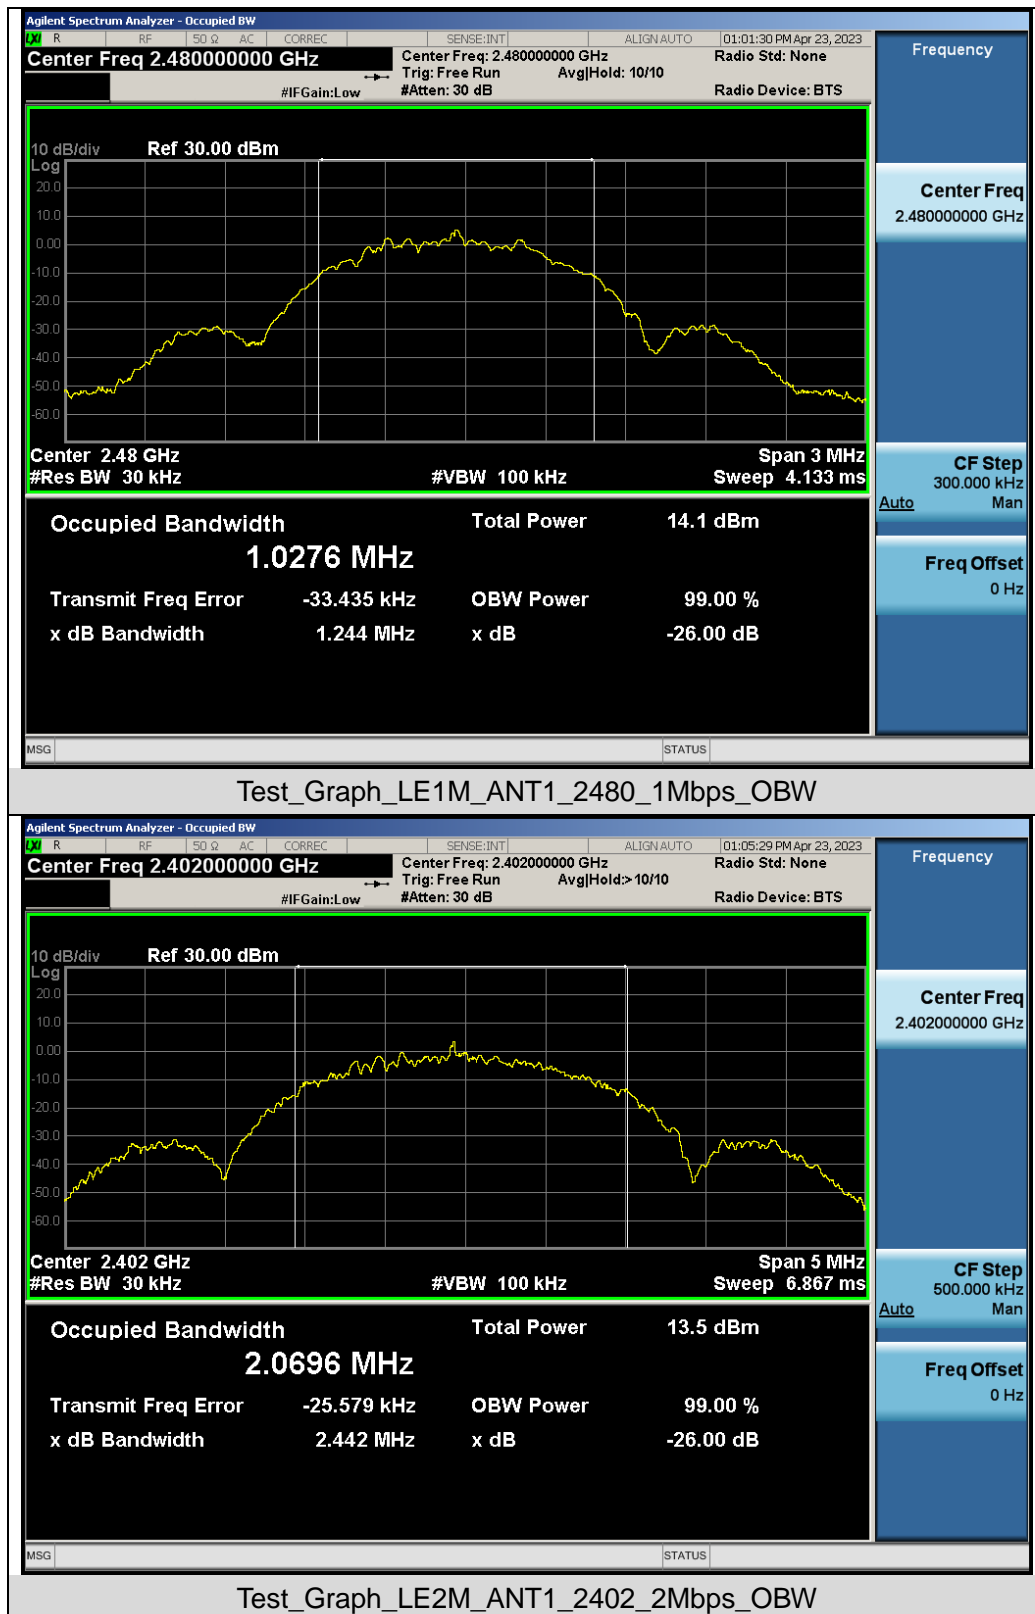 Agilent Spectrum Analyzer - Occupied BW
LXI R RF 50 Ω AC CORREC SENSE:INT ALIGN AUTO 01:01:30 PM Apr 23, 2023
Center Freq 2.480000000 GHz
Center Freq: 2.480000000 GHz Radio Std: None
Trig: Free Run Avg|Hold: 10/10
#IFGain:Low #Atten: 30 dB Radio Device: BTS
Frequency
10 dB/div Ref 30.00 dBm
Log
20.0
10.0
0.00
-10.0
-20.0
-30.0
-40.0
-50.0
-60.0
Center Freq
2.480000000 GHz
Center 2.48 GHz Span 3 MHz
#Res BW 30 kHz #VBW 100 kHz Sweep 4.133 ms
CF Step
300.000 kHz
Auto Man
Occupied Bandwidth Total Power 14.1 dBm
1.0276 MHz
Transmit Freq Error -33.435 kHz OBW Power 99.00 %
x dB Bandwidth 1.244 MHz x dB -26.00 dB
Freq Offset
0 Hz
MSG STATUS
Test_Graph_LE1M_ANT1_2480_1Mbps_OBW
Agilent Spectrum Analyzer - Occupied BW
LXI R RF 50 Ω AC CORREC SENSE:INT ALIGN AUTO 01:05:29 PM Apr 23, 2023
Center Freq 2.402000000 GHz
Center Freq: 2.402000000 GHz Radio Std: None
Trig: Free Run Avg|Hold:>10/10
#IFGain:Low #Atten: 30 dB Radio Device: BTS
Frequency
10 dB/div Ref 30.00 dBm
Log
20.0
10.0
0.00
-10.0
-20.0
-30.0
-40.0
-50.0
-60.0
Center Freq
2.402000000 GHz
Center 2.402 GHz Span 5 MHz
#Res BW 30 kHz #VBW 100 kHz Sweep 6.867 ms
CF Step
500.000 kHz
Auto Man
Occupied Bandwidth Total Power 13.5 dBm
2.0696 MHz
Transmit Freq Error -25.579 kHz OBW Power 99.00 %
x dB Bandwidth 2.442 MHz x dB -26.00 dB
Freq Offset
0 Hz
MSG STATUS
Test_Graph_LE2M_ANT1_2402_2Mbps_OBW